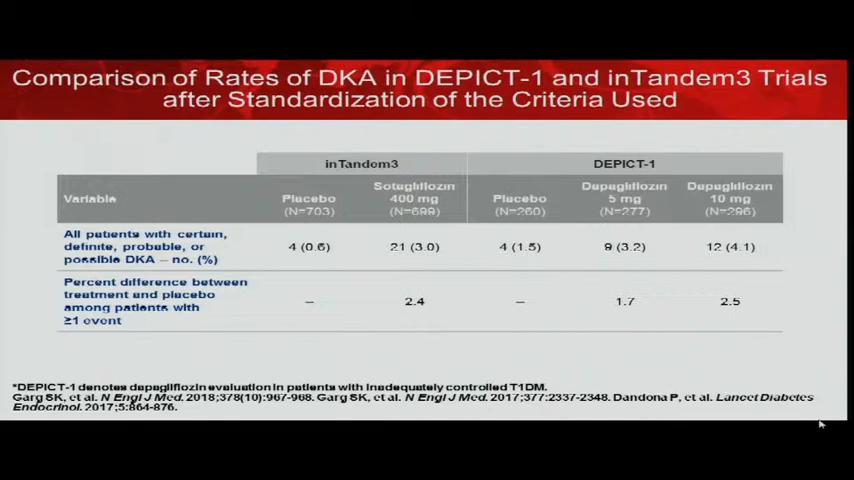 Comparison of Rates of DKA in DEPICT-1 and inTandem3 Trials
after Standardization of the Criteria Used
inTandem3
DEPICT-1
Variable
Placebo
(N=703)
Sotagliflozin
400 mg
(N=699)
Placebo
(N=260)
Dapagliflozin
5 mg
(N=277)
Dapagliflozin
10 mg
(N=296)
All patients with certain,
definite, probable, or
possible DKA – no. (%)
4 (0.6)
21 (3.0)
4 (1.5)
9 (3.2)
12 (4.1)
Percent difference between
treatment and placebo
among patients with
≥1 event
–
2.4
–
1.7
2.5
*DEPICT-1 denotes dapagliflozin evaluation in patients with inadequately controlled T1DM.
Garg SK, et al. N Engl J Med. 2018;378(10):967-968. Garg SK, et al. N Engl J Med. 2017;377:2337-2348. Dandona P, et al. Lancet Diabetes
Endocrinol. 2017;5:864-876.